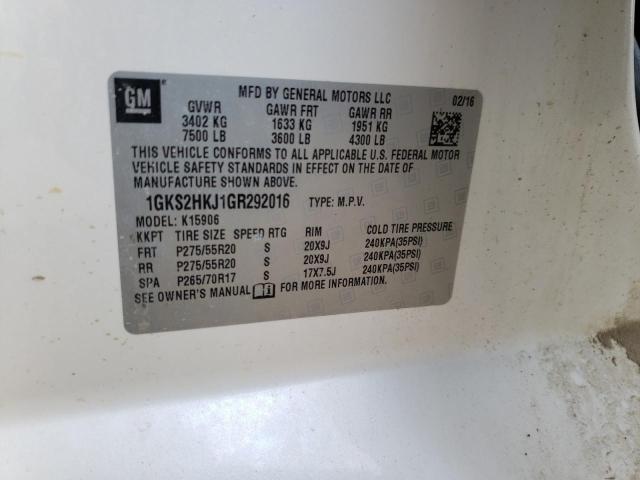 GM
MFD BY GENERAL MOTORS LLC 02/16
GVWR GAWR FRT GAWR RR
3402 KG 1633 KG 1951 KG
7500 LB 3600 LB 4300 LB
THIS VEHICLE CONFORMS TO ALL APPLICABLE U.S. FEDERAL MOTOR
VEHICLE SAFETY STANDARDS IN EFFECT ON THE DATE OF
MANUFACTURE SHOWN ABOVE.
1GKS2HKJ1GR292016 TYPE: M.P.V.
MODEL: K15906
KKPT TIRE SIZE SPEED RTG RIM COLD TIRE PRESSURE
FRT P275/55R20 S 20X9J 240KPA(35PSI)
RR P275/55R20 S 20X9J 240KPA(35PSI)
SPA P265/70R17 S 17X7.5J 240KPA(35PSI)
SEE OWNER'S MANUAL FOR MORE INFORMATION.